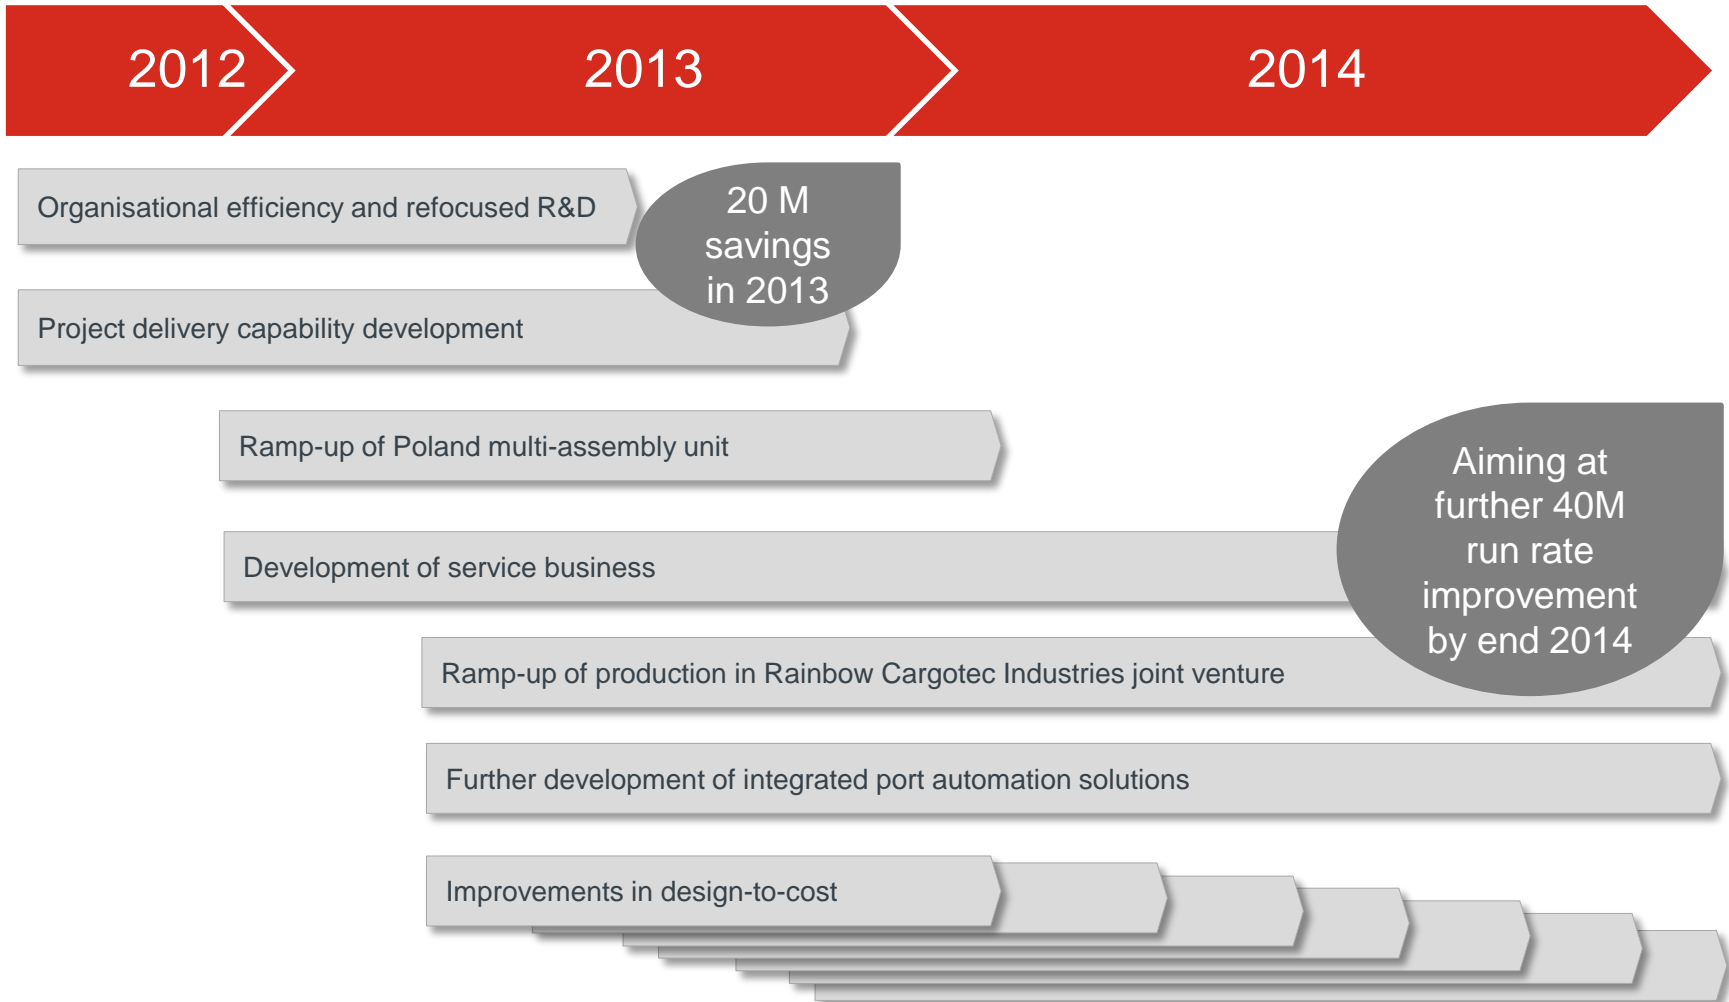 2012
2013
2014
Organisational efficiency and refocused R&D
20 M
savings
in 2013
Project delivery capability development
Ramp-up of Poland multi-assembly unit
Aiming at
further 40M
run rate
improvement
by end 2014
Development of service business
Ramp-up of production in Rainbow Cargotec Industries joint venture
Further development of integrated port automation solutions
Improvements in design-to-cost